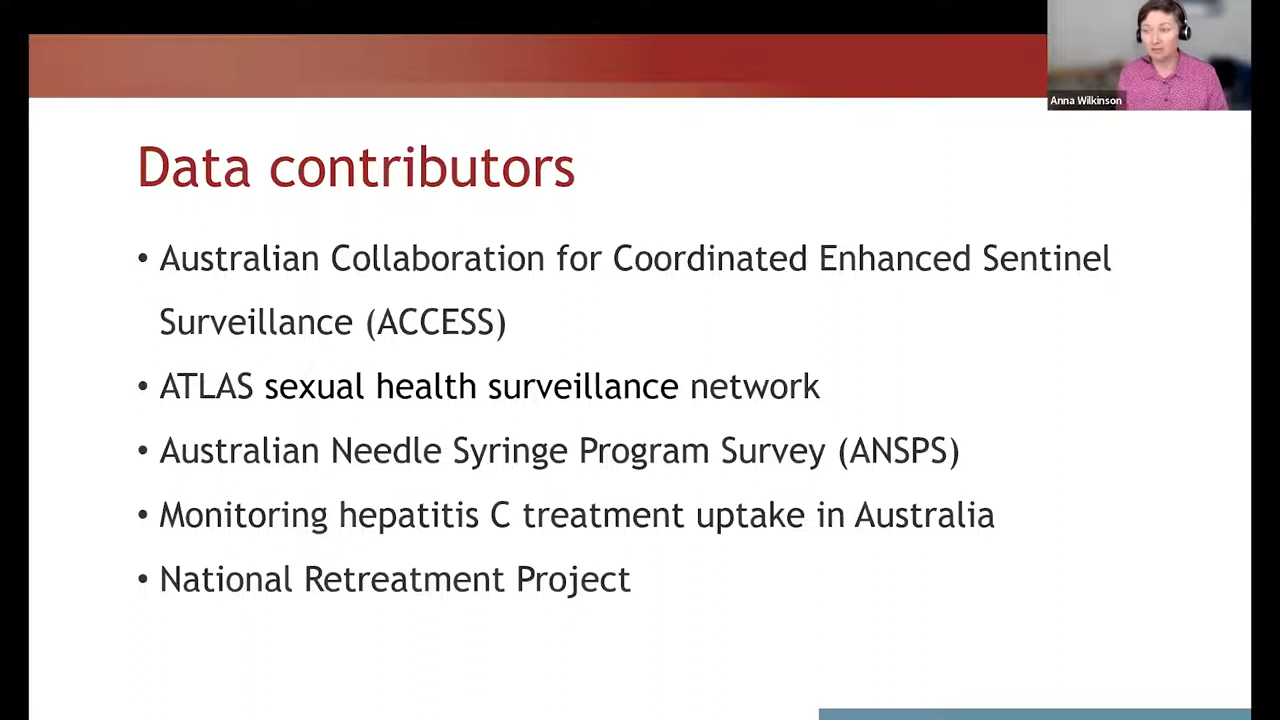 Anna Wilkinson
Data contributors
• Australian Collaboration for Coordinated Enhanced Sentinel
Surveillance (ACCESS)
• ATLAS sexual health surveillance network
• Australian Needle Syringe Program Survey (ANSPS)
• Monitoring hepatitis C treatment uptake in Australia
• National Retreatment Project